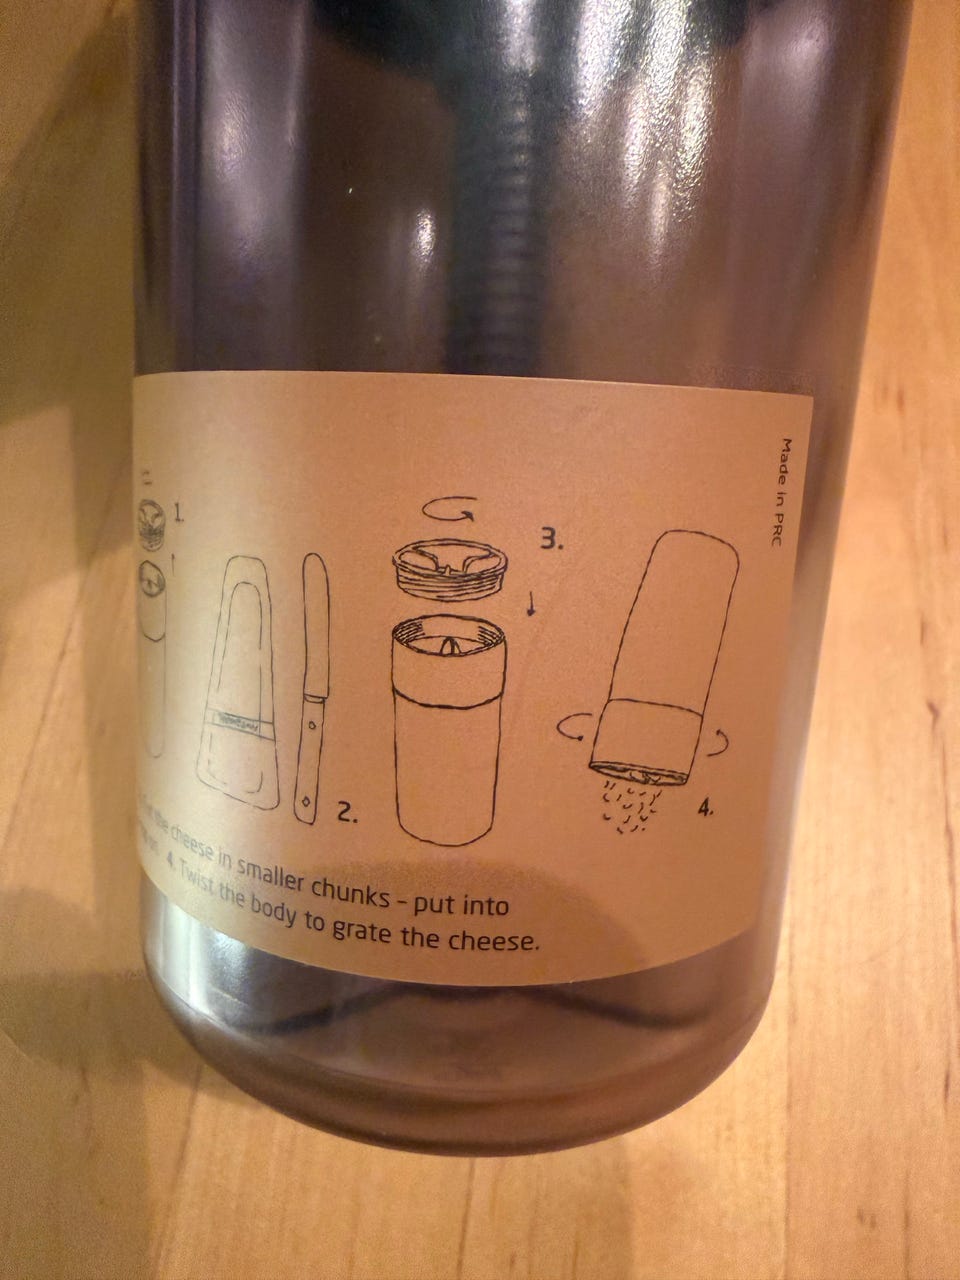 Made in PRC
1.
2.
3.
4.
the cheese in smaller chunks – put into
4. Twist the body to grate the cheese.